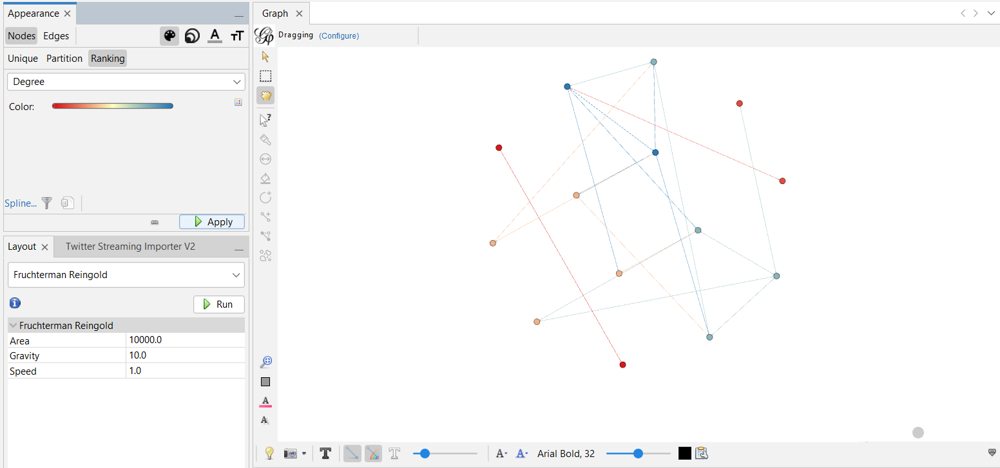 Appearance
Graph
Nodes Edges A TT
Dragging (Configure)
Unique Partition Ranking
Degree
Color:
Spline...
Apply
Layout Twitter Streaming Importer V2
Fruchterman Reingold
Run
Fruchterman Reingold
Area 10000.0
Gravity 10.0
Speed 1.0
A
A
T T A A Arial Bold, 32